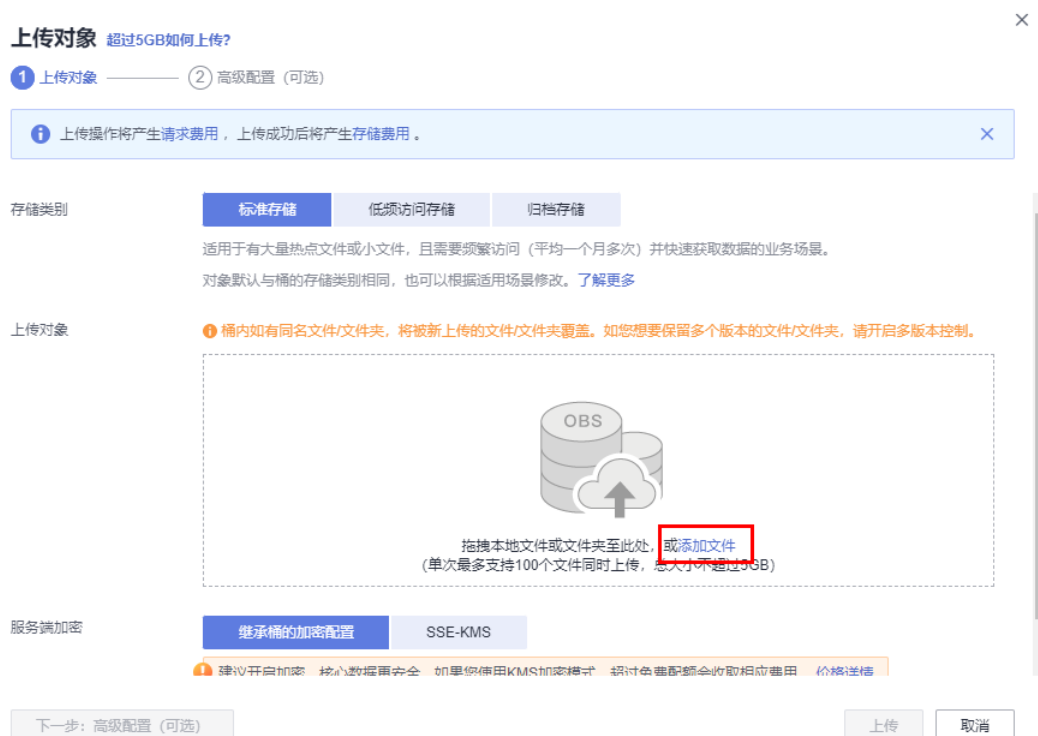 上传对象 超过5GB如何上传?
1 上传对象 2 高级配置（可选）
上传操作将产生请求费用，上传成功后将产生存储费用。
存储类别 标准存储 低频访问存储 归档存储
适用于有大量热点文件或小文件，且需要频繁访问（平均一个月多次）并快速获取数据的业务场景。
对象默认与桶的存储类别相同，也可以根据适用场景修改。了解更多
上传对象 桶内如有同名文件/文件夹，将被新上传的文件/文件夹覆盖。如您想要保留多个版本的文件/文件夹，请开启多版本控制。
OBS
拖拽本地文件或文件夹至此处，或添加文件
(单次最多支持100个文件同时上传，总大小不超过5GB)
服务端加密 继承桶的加密配置 SSE-KMS
建议开启加密，核心数据更安全。如果您使用KMS加密模式，超过免费配额会收取相应费用。价格详情
下一步：高级配置（可选） 上传 取消